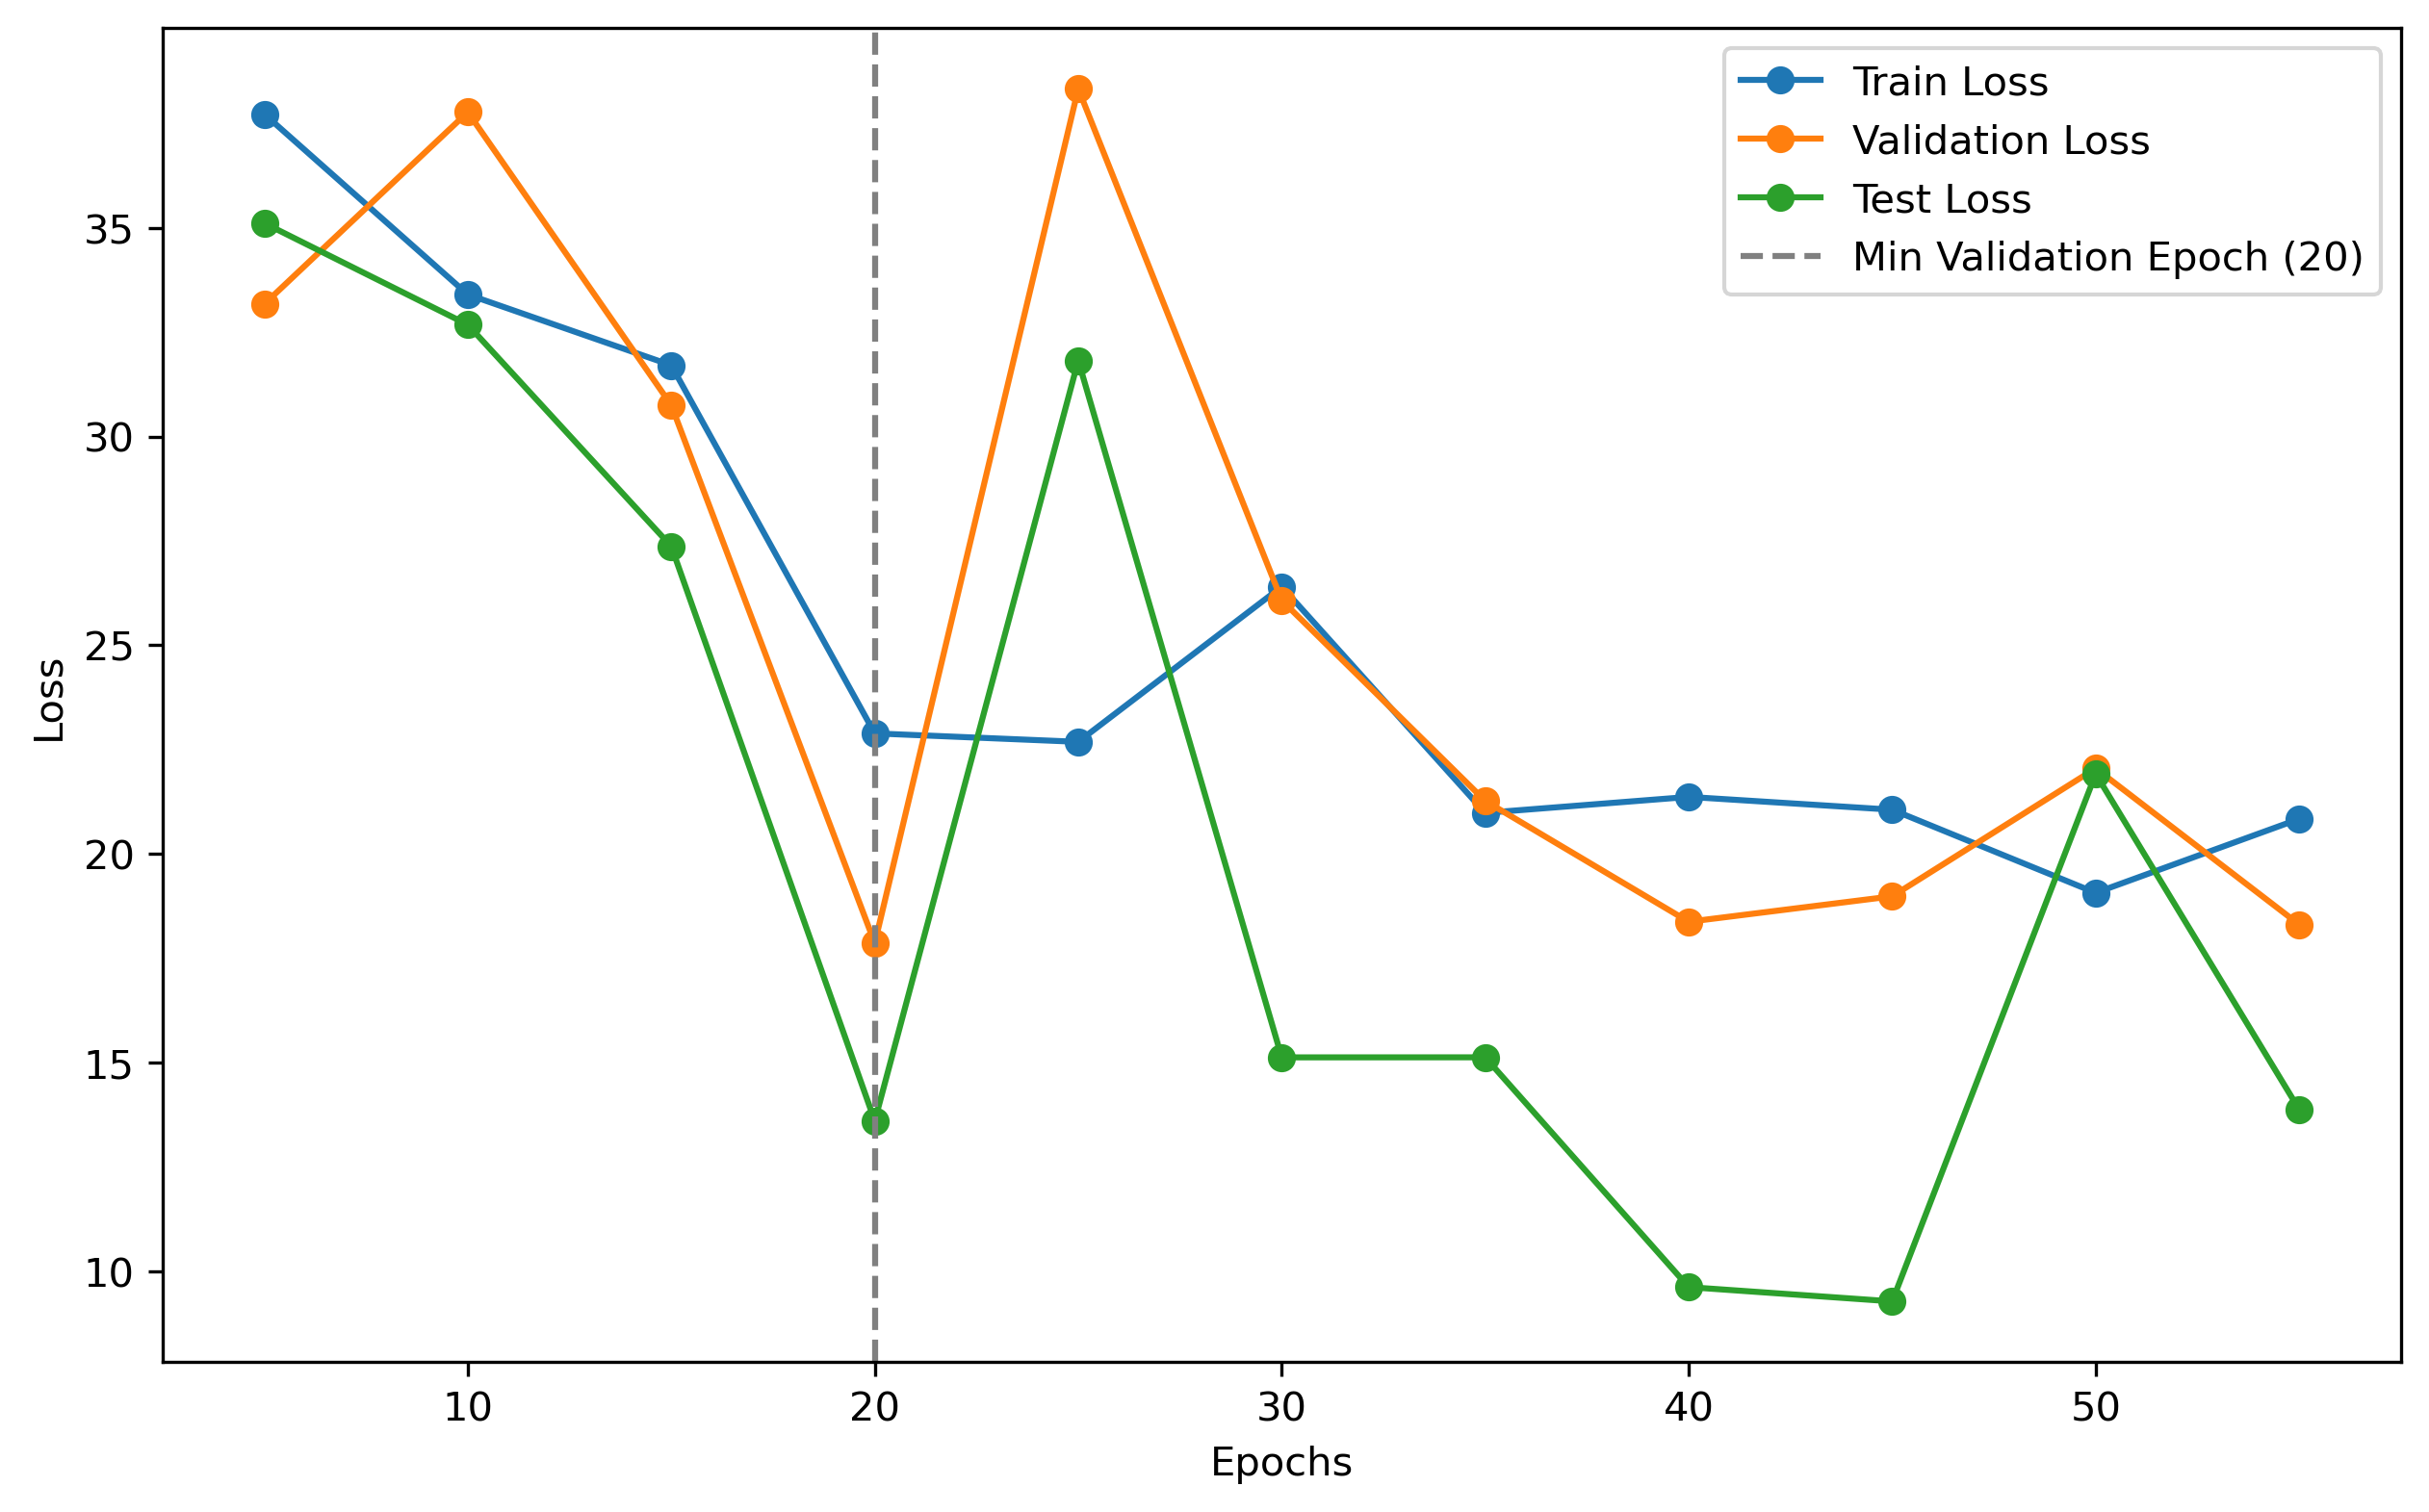 Train Loss
Validation Loss
Test Loss
Min Validation Epoch (20)
35
30
25
20
15
10
Loss
10 20 30 40 50
Epochs